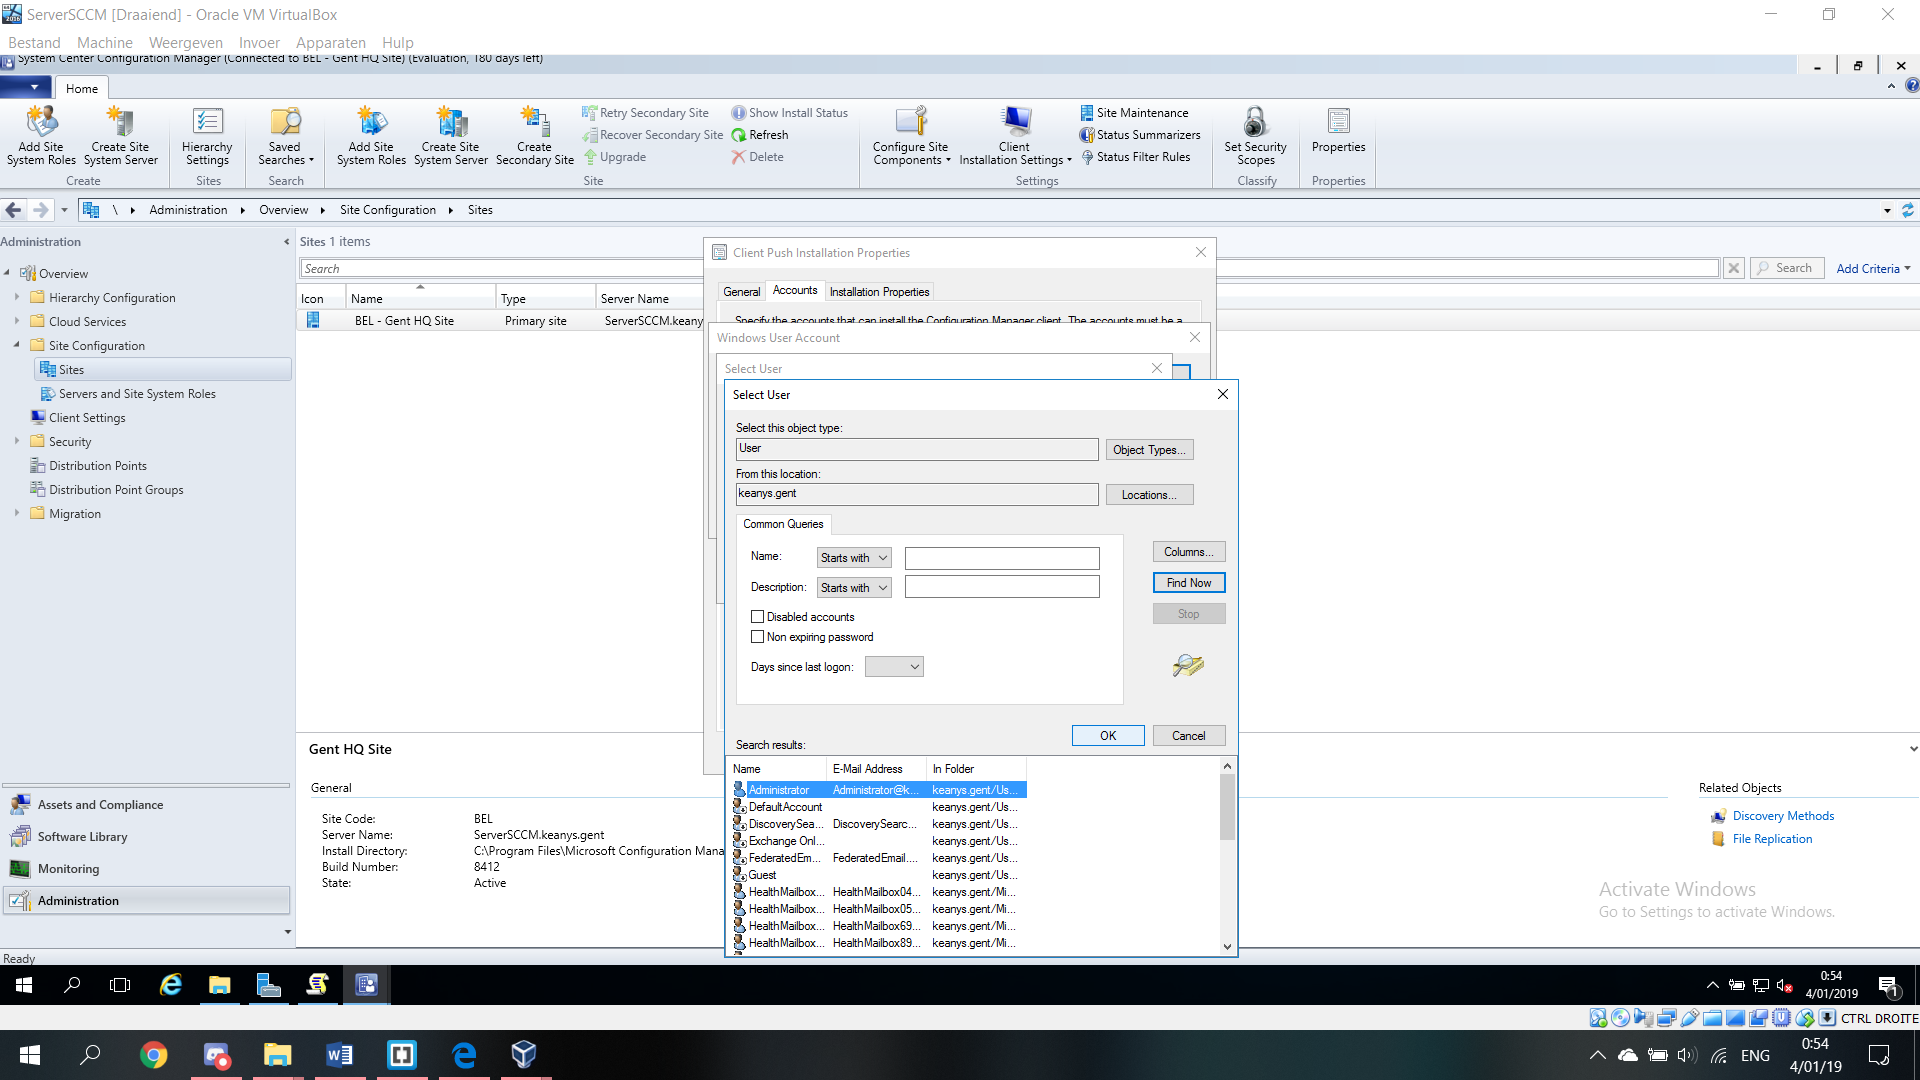 ServerSCCM [Draaiend] - Oracle VM VirtualBox
Bestand Machine Weergeven Invoer Apparaten Hulp
System Center Configuration Manager (Connected to BEL - Gent HQ Site) (Evaluation, 180 days left)
Home
Add Site System Roles
Create Site System Server
Create
Hierarchy Settings
Sites
Saved Searches
Search
Add Site System Roles
Create Site System Server
Create Secondary Site
Retry Secondary Site
Recover Secondary Site
Upgrade
Show Install Status
Refresh
Delete
Site
Configure Site Components
Client Installation Settings
Site Maintenance
Status Summarizers
Status Filter Rules
Settings
Set Security Scopes
Classify
Properties
Properties
\ Administration Overview Site Configuration Sites
Administration
Overview
Hierarchy Configuration
Cloud Services
Site Configuration
Sites
Servers and Site System Roles
Client Settings
Security
Distribution Points
Distribution Point Groups
Migration
Assets and Compliance
Software Library
Monitoring
Administration
Sites 1 items
Search
Search
Add Criteria
Icon Name Type Server Name
BEL - Gent HQ Site Primary site ServerSCCM.keany
Client Push Installation Properties
General Accounts Installation Properties
Specify the accounts that can install the Configuration Manager client. The accounts must be a
Windows User Account
Select User
Select User
Select this object type:
User
Object Types...
From this location:
keanys.gent
Locations...
Common Queries
Name: Starts with
Description: Starts with
Disabled accounts
Non expiring password
Days since last logon:
Columns...
Find Now
Stop
OK Cancel
Search results:
Name E-Mail Address In Folder
Administrator Administrator@k... keanys.gent/Us...
DefaultAccount keanys.gent/Us...
DiscoverySea... DiscoverySearc... keanys.gent/Us...
Exchange Onl... keanys.gent/Us...
FederatedEm... FederatedEmail.... keanys.gent/Us...
Guest keanys.gent/Us...
HealthMailbox... HealthMailbox04... keanys.gent/Mi...
HealthMailbox... HealthMailbox05... keanys.gent/Mi...
HealthMailbox... HealthMailbox69... keanys.gent/Mi...
HealthMailbox... HealthMailbox89... keanys.gent/Mi...
Gent HQ Site
General
Site Code: BEL
Server Name: ServerSCCM.keanys.gent
Install Directory: C:\Program Files\Microsoft Configuration Mana
Build Number: 8412
State: Active
Related Objects
Discovery Methods
File Replication
Activate Windows
Go to Settings to activate Windows.
Ready
0:54
4/01/2019
1
CTRL DROITE
ENG
0:54
4/01/19